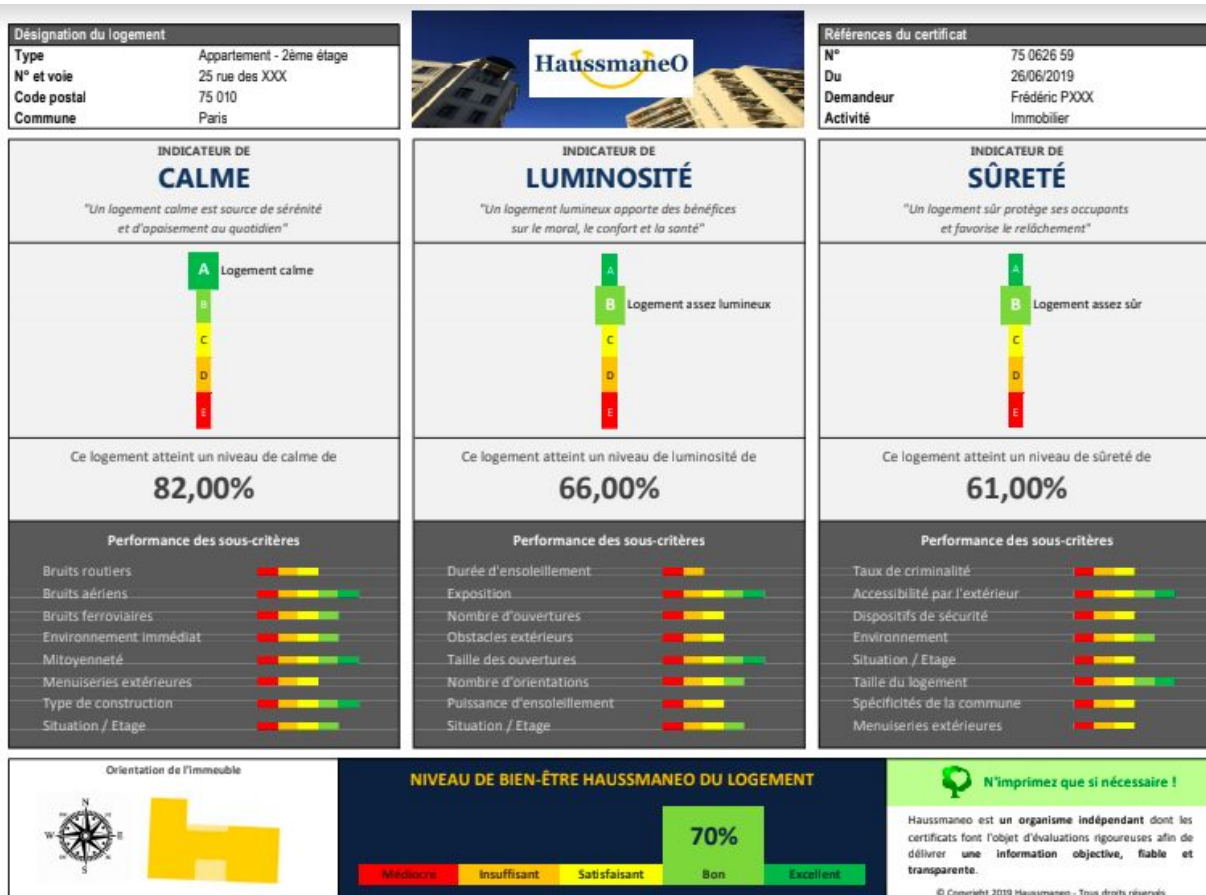 Désignation du logement
Type Appartement - 2ème étage
N° et voie 25 rue des XXX
Code postal 75 010
Commune Paris
HaussmaneO
Références du certificat
N° 75 0626 59
Du 26/06/2019
Demandeur Frédéric PXXX
Activité Immobilier
INDICATEUR DE
CALME
"Un logement calme est source de sérénité
et d'apaisement au quotidien"
A Logement calme
B
C
D
E
Ce logement atteint un niveau de calme de
82,00%
Performance des sous-critères
Bruits routiers
Bruits aériens
Bruits ferroviaires
Environnement immédiat
Mitoyenneté
Menuiseries extérieures
Type de construction
Situation / Etage
INDICATEUR DE
LUMINOSITÉ
"Un logement lumineux apporte des bénéfices
sur le moral, le confort et la santé"
A
B Logement assez lumineux
C
D
E
Ce logement atteint un niveau de luminosité de
66,00%
Performance des sous-critères
Durée d'ensoleillement
Exposition
Nombre d'ouvertures
Obstacles extérieurs
Taille des ouvertures
Nombre d'orientations
Puissance d'ensoleillement
Situation / Etage
INDICATEUR DE
SÛRETÉ
"Un logement sûr protège ses occupants
et favorise le relâchement"
A
B Logement assez sûr
C
D
E
Ce logement atteint un niveau de sûreté de
61,00%
Performance des sous-critères
Taux de criminalité
Accessibilité par l'extérieur
Dispositifs de sécurité
Environnement
Situation / Etage
Taille du logement
Spécificités de la commune
Menuiseries extérieures
Orientation de l'immeuble
N
W E
S
NIVEAU DE BIEN-ÊTRE HAUSSMANEO DU LOGEMENT
70%
Médiocre Insuffisant Satisfaisant Bon Excellent
N'imprimez que si nécessaire !
Haussmaneo est un organisme indépendant dont les
certificats font l'objet d'évaluations rigoureuses afin de
délivrer une information objective, fiable et
transparente.
© Copyright 2019 Haussmaneo - Tous droits réservés